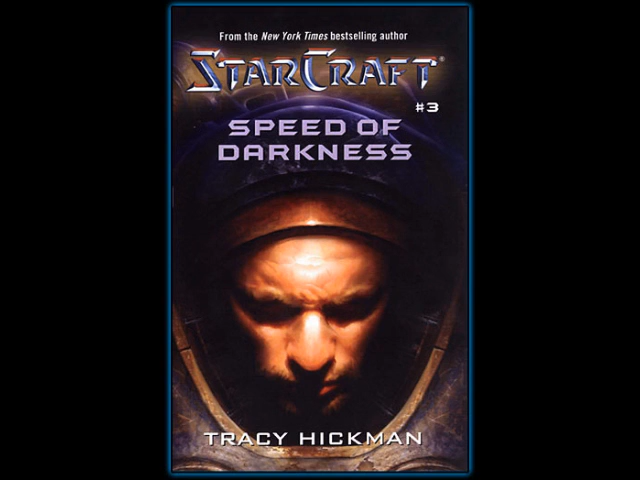 From the New York Times bestselling author
STARCRAFT®
#3
SPEED OF
DARKNESS
TRACY HICKMAN